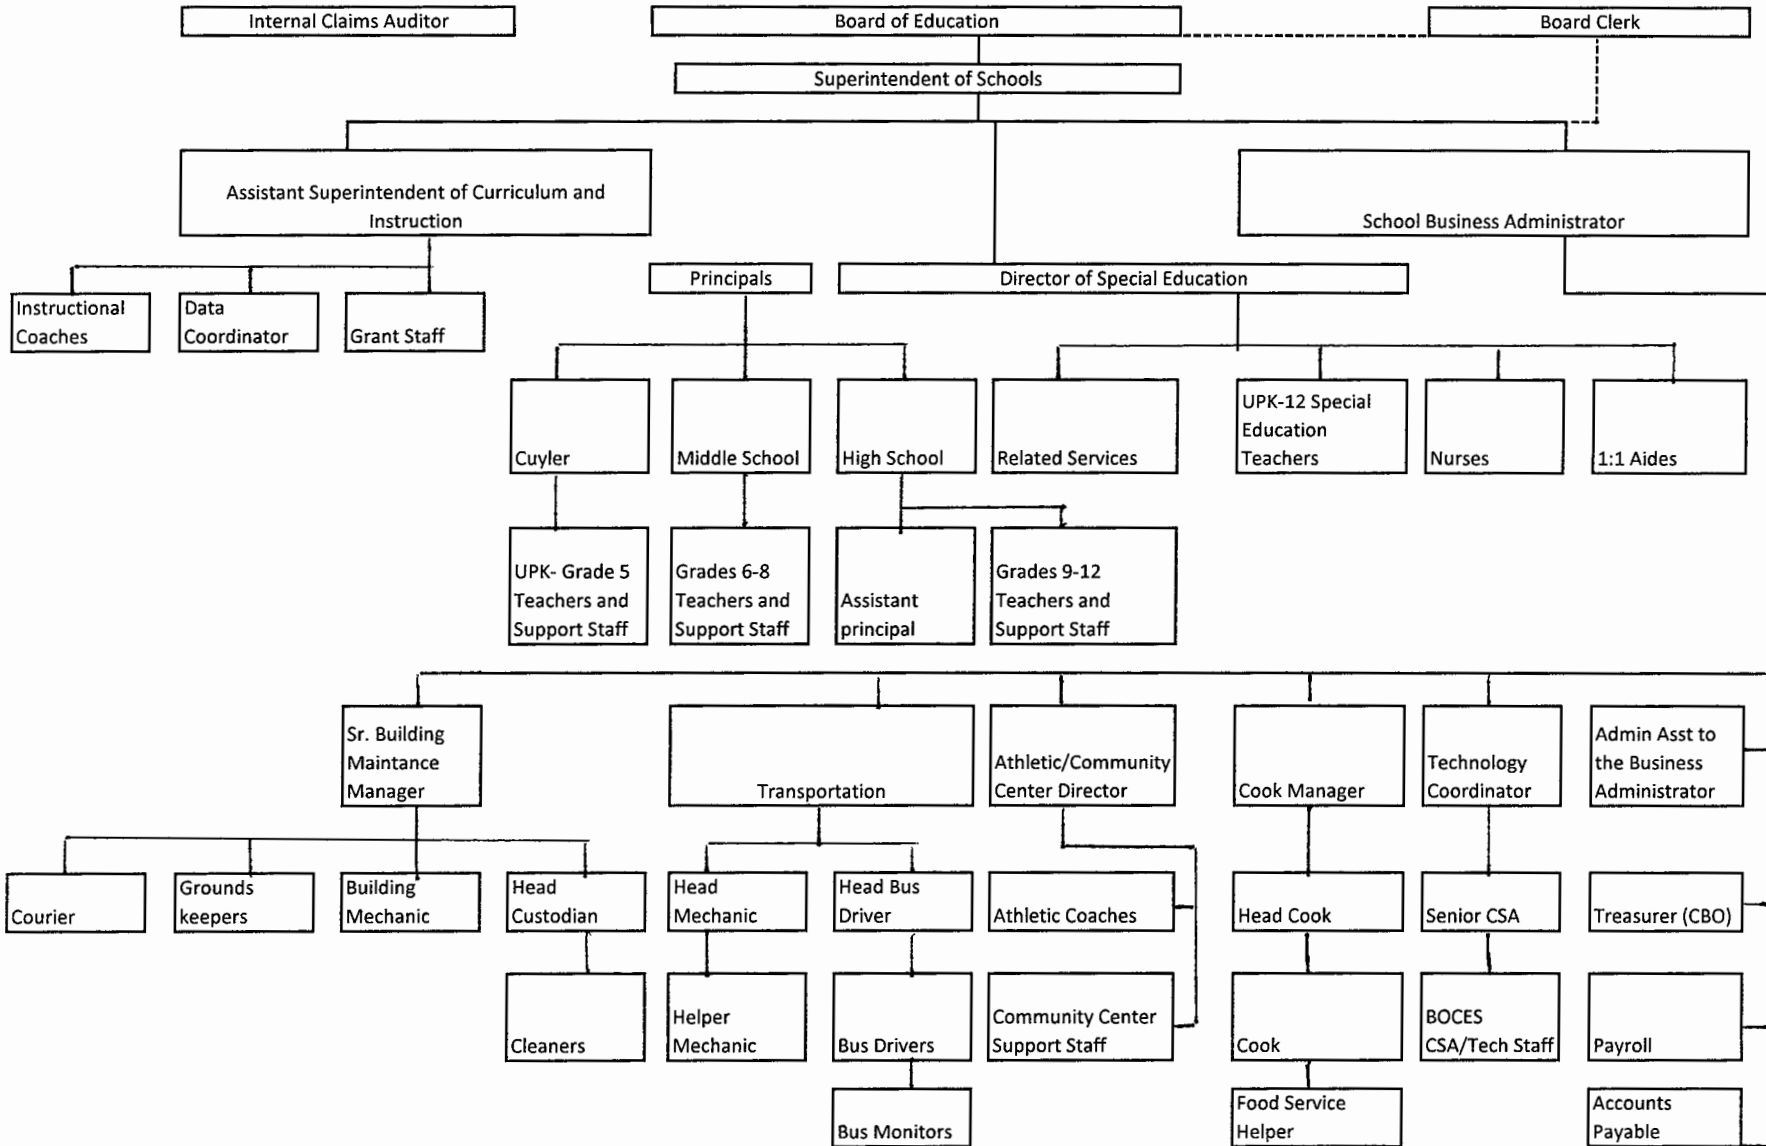 Internal Claims Auditor
Board of Education
Board Clerk
Superintendent of Schools
Assistant Superintendent of Curriculum and
Instruction
School Business Administrator
Principals
Director of Special Education
Instructional
Coaches
Data
Coordinator
Grant Staff
Cuyler
Middle School
High School
Related Services
UPK-12 Special
Education
Teachers
Nurses
1:1 Aides
UPK- Grade 5
Teachers and
Support Staff
Grades 6-8
Teachers and
Support Staff
Assistant
principal
Grades 9-12
Teachers and
Support Staff
Sr. Building
Maintance
Manager
Transportation
Athletic/Community
Center Director
Cook Manager
Technology
Coordinator
Admin Asst to
the Business
Administrator
Courier
Grounds
keepers
Building
Mechanic
Head
Custodian
Head
Mechanic
Head Bus
Driver
Athletic Coaches
Head Cook
Senior CSA
Treasurer (CBO)
Cleaners
Helper
Mechanic
Bus Drivers
Community Center
Support Staff
Cook
BOCES
CSA/Tech Staff
Payroll
Bus Monitors
Food Service
Helper
Accounts
Payable